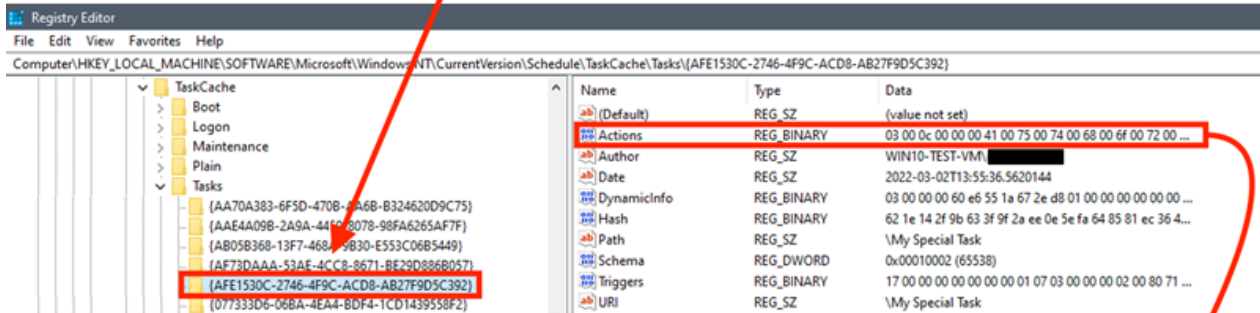 Registry Editor
File Edit View Favorites Help
Computer\HKEY_LOCAL_MACHINE\SOFTWARE\Microsoft\Windows NT\CurrentVersion\Schedule\TaskCache\Tasks\{AFE1530C-2746-4F9C-ACD8-AB27F9D5C392}
TaskCache
Boot
Logon
Maintenance
Plain
Tasks
{AA70A383-6F5D-470B-AA6B-B324620D9C75}
{AAE4A09B-2A9A-
{AB05B368-13F7-
{AF73DAAA-53AE-4CC8-8671-BE29D886B057}
{AFE1530C-2746-4F9C-ACD8-AB27F9D5C392}
{077333D6-06BA-4EA4-BDF4-1CD1439558F2}
Name Type Data
(Default) REG_SZ (value not set)
Actions REG_BINARY 03 00 0c 00 00 00 41 00 75 00 74 00 68 00 6f 00 72 00 ...
Author REG_SZ WIN10-TEST-VM\
Date REG_SZ 2022-03-02T13:55:36.5620144
DynamicInfo REG_BINARY 03 00 00 00 60 e6 55 1a 67 2e d8 01 00 00 00 00 00 00 ...
Hash REG_BINARY 62 1e 14 2f 9b 63 3f 9f 2a ee 0e 5e fa 64 85 81 ec 36 4...
Path REG_SZ \My Special Task
Schema REG_DWORD 0x00010002 (65538)
Triggers REG_BINARY 17 00 00 00 00 00 00 00 01 07 03 00 00 00 02 00 80 71 ...
URI REG_SZ \My Special Task